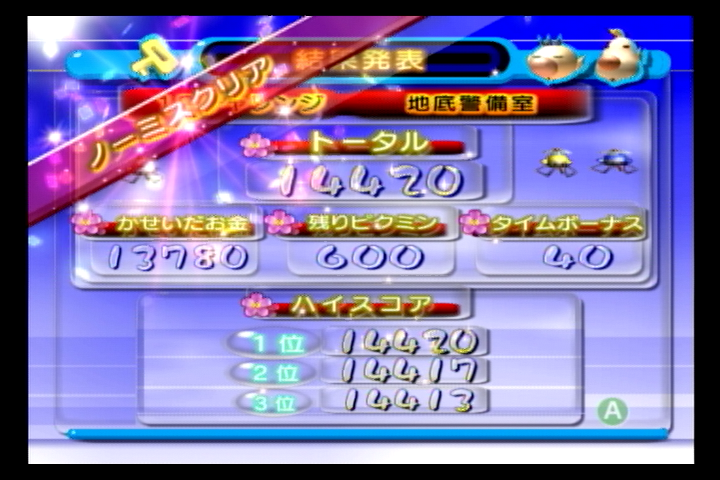 結果発表
ノーミスクリア
レンジ 地底警備室
トータル
14420
かせいだお金 残りピクミン タイムボーナス
13780 600 40
ハイスコア
1位 14420
2位 14417
3位 14413
A